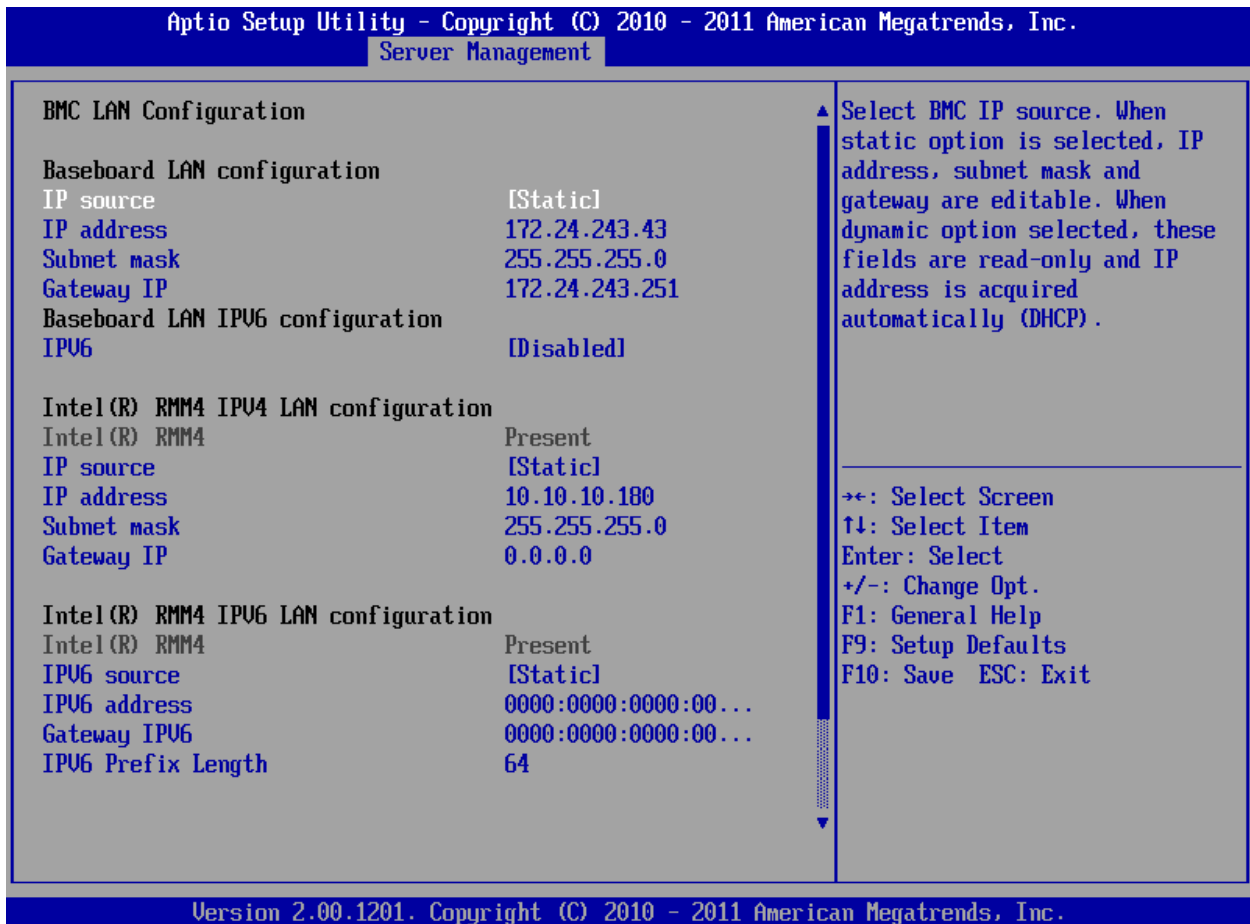 Aptio Setup Utility - Copyright (C) 2010 - 2011 American Megatrends, Inc.
Server Management
BMC LAN Configuration
Baseboard LAN configuration
IP source [Static]
IP address 172.24.243.43
Subnet mask 255.255.255.0
Gateway IP 172.24.243.251
Baseboard LAN IPV6 configuration
IPV6 [Disabled]
Intel(R) RMM4 IPV4 LAN configuration
Intel(R) RMM4 Present
IP source [Static]
IP address 10.10.10.180
Subnet mask 255.255.255.0
Gateway IP 0.0.0.0
Intel(R) RMM4 IPV6 LAN configuration
Intel(R) RMM4 Present
IPV6 source [Static]
IPV6 address 0000:0000:0000:00...
Gateway IPV6 0000:0000:0000:00...
IPV6 Prefix Length 64
Select BMC IP source. When
static option is selected, IP
address, subnet mask and
gateway are editable. When
dynamic option selected, these
fields are read-only and IP
address is acquired
automatically (DHCP).
→←: Select Screen
↑↓: Select Item
Enter: Select
+/-: Change Opt.
F1: General Help
F9: Setup Defaults
F10: Save ESC: Exit
Version 2.00.1201. Copyright (C) 2010 - 2011 American Megatrends, Inc.